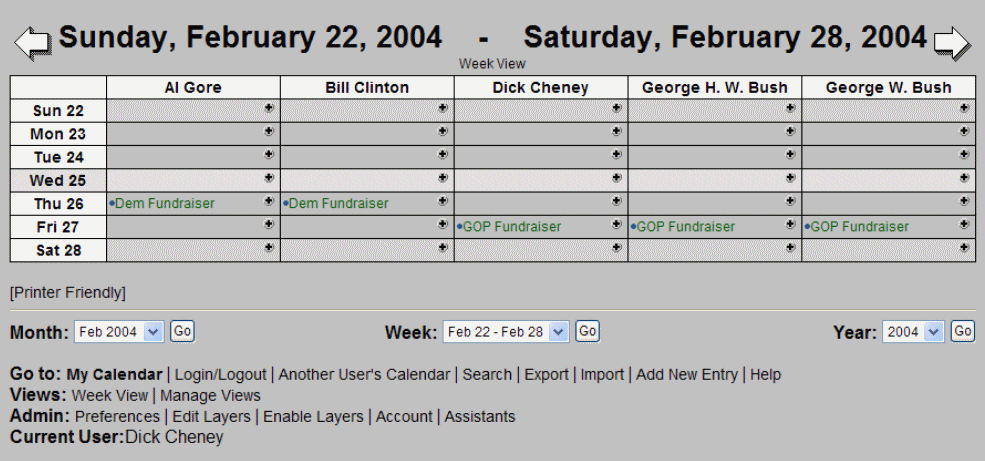 Sunday, February 22, 2004 - Saturday, February 28, 2004
Week View
Al Gore Bill Clinton Dick Cheney George H. W. Bush George W. Bush
Sun 22
Mon 23
Tue 24
Wed 25
Thu 26 •Dem Fundraiser •Dem Fundraiser
Fri 27 •GOP Fundraiser •GOP Fundraiser •GOP Fundraiser
Sat 28
[Printer Friendly]
Month: Feb 2004 Go Week: Feb 22 - Feb 28 Go Year: 2004 Go
Go to: My Calendar | Login/Logout | Another User's Calendar | Search | Export | Import | Add New Entry | Help
Views: Week View | Manage Views
Admin: Preferences | Edit Layers | Enable Layers | Account | Assistants
Current User:Dick Cheney